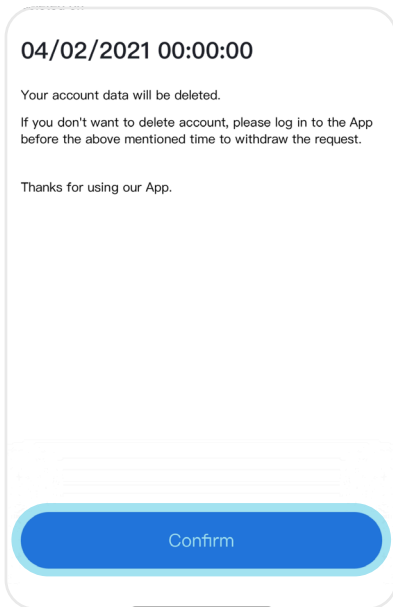 04/02/2021 00:00:00
Your account data will be deleted.
If you don't want to delete account, please log in to the App
before the above mentioned time to withdraw the request.
Thanks for using our App.
Confirm